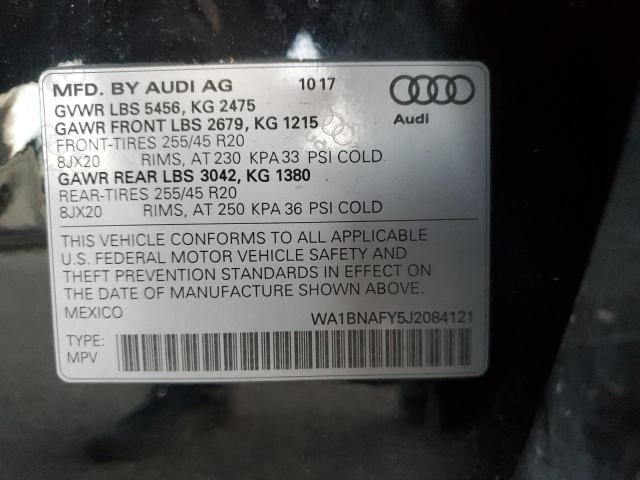 MFD. BY AUDI AG 10 17
GVWR LBS 5456, KG 2475
GAWR FRONT LBS 2679, KG 1215
FRONT-TIRES 255/45 R20
8JX20 RIMS, AT 230 KPA 33 PSI COLD
GAWR REAR LBS 3042, KG 1380
REAR-TIRES 255/45 R20
8JX20 RIMS, AT 250 KPA 36 PSI COLD
Audi
THIS VEHICLE CONFORMS TO ALL APPLICABLE
U.S. FEDERAL MOTOR VEHICLE SAFETY AND
THEFT PREVENTION STANDARDS IN EFFECT ON
THE DATE OF MANUFACTURE SHOWN ABOVE.
MEXICO WA1BNAFY5J2084121
TYPE:
MPV